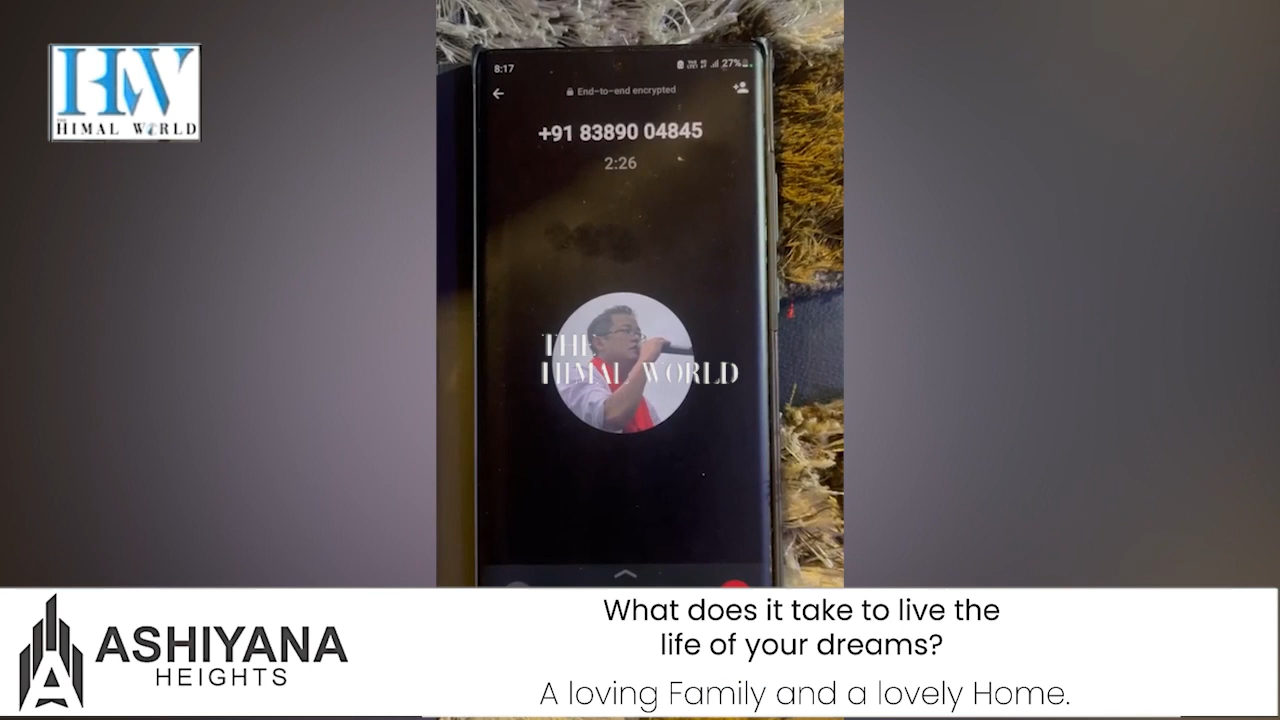 HW
THE HIMAL WORLD
8:17
27%
End-to-end encrypted
+91 83890 04845
2:26
THE
HIMAL WORLD
ASHIYANA
HEIGHTS
What does it take to live the
life of your dreams?
A loving Family and a lovely Home.